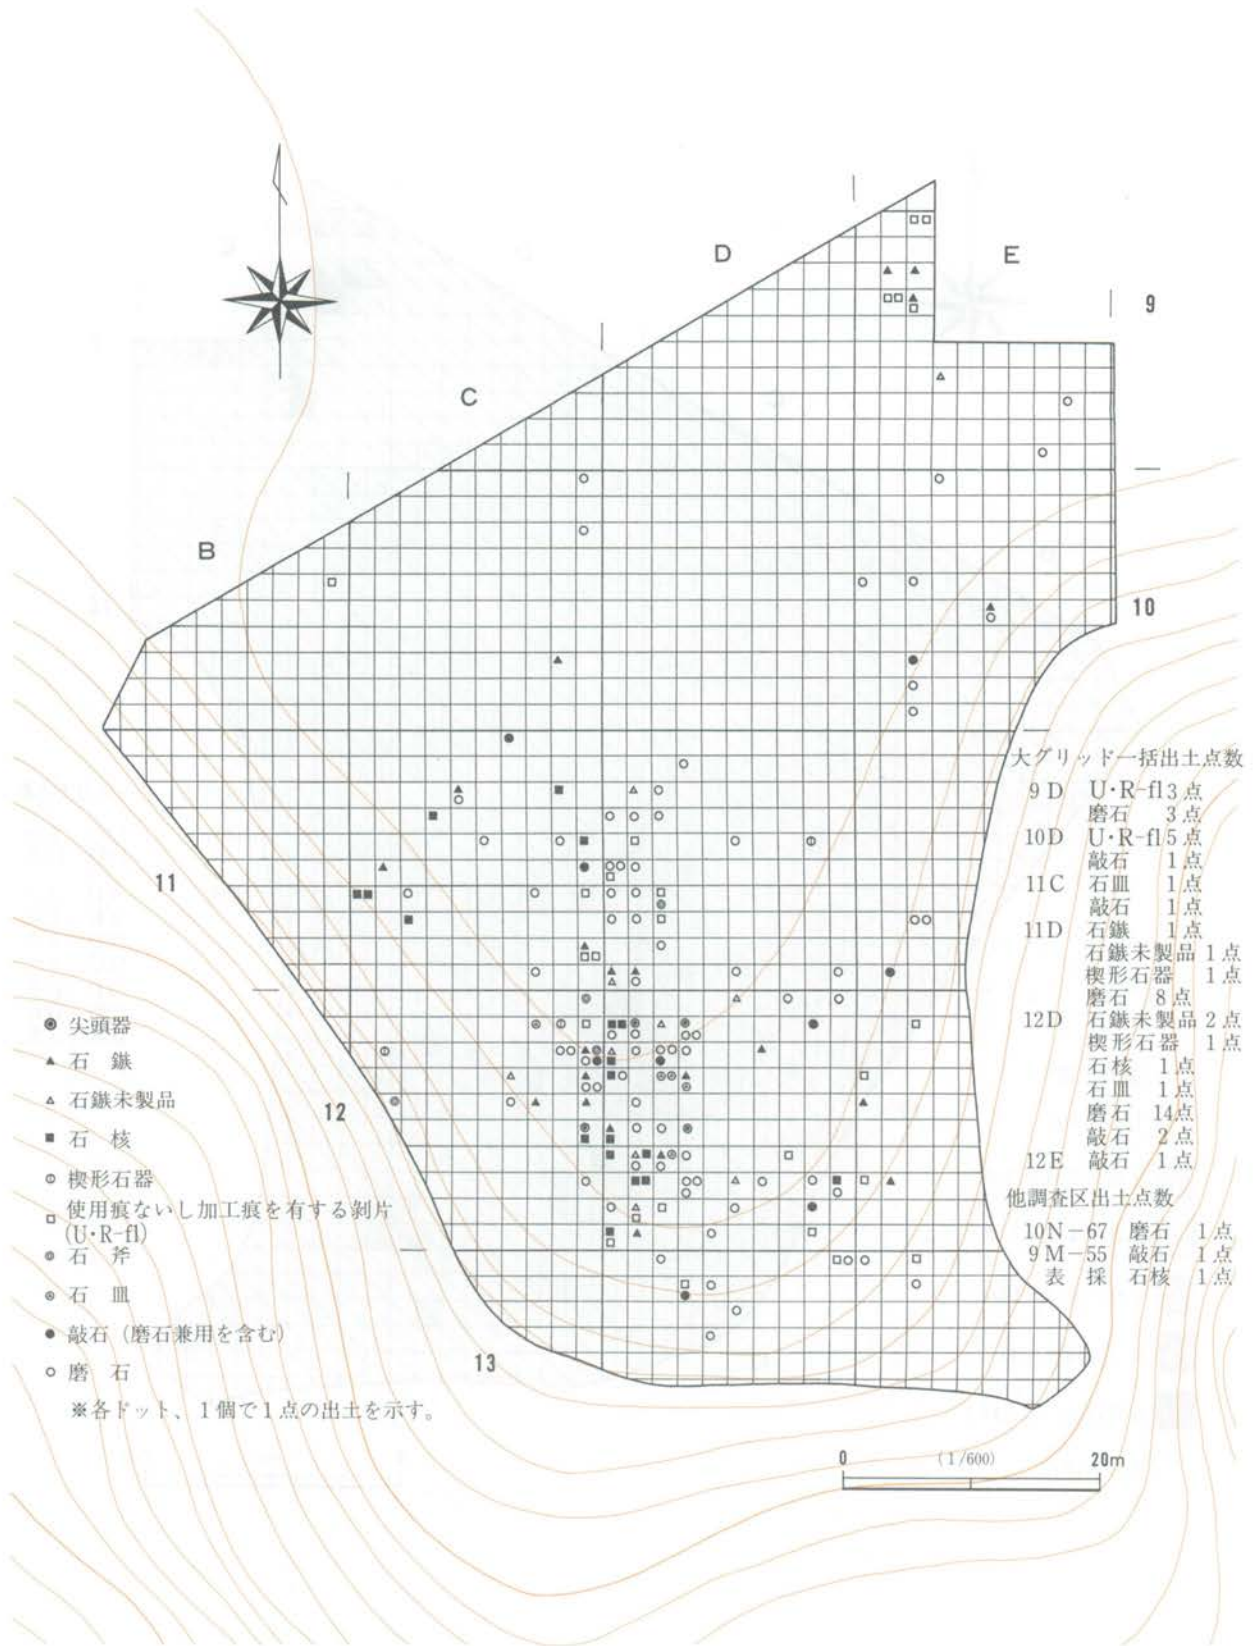 D
E
9
C
B
10
大グリッド一括出土点数
9D U・R-fl 3点
磨石 3点
10D U・R-fl 5点
敲石 1点
11C 石皿 1点
敲石 1点
11D 石鏃 1点
石鏃未製品 1点
楔形石器 1点
磨石 8点
12D 石鏃未製品 2点
楔形石器 1点
石核 1点
石皿 1点
磨石 14点
敲石 2点
12E 敲石 1点
他調査区出土点数
10N-67 磨石 1点
9M-55 敲石 1点
表採 石核 1点
11
12
13
尖頭器
石鏃
石鏃未製品
石核
楔形石器
使用痕ないし加工痕を有する剝片
(U・R-fl)
石斧
石皿
敲石(磨石兼用を含む)
磨石
※各ドット、1個で1点の出土を示す。
0 (1/600) 20m